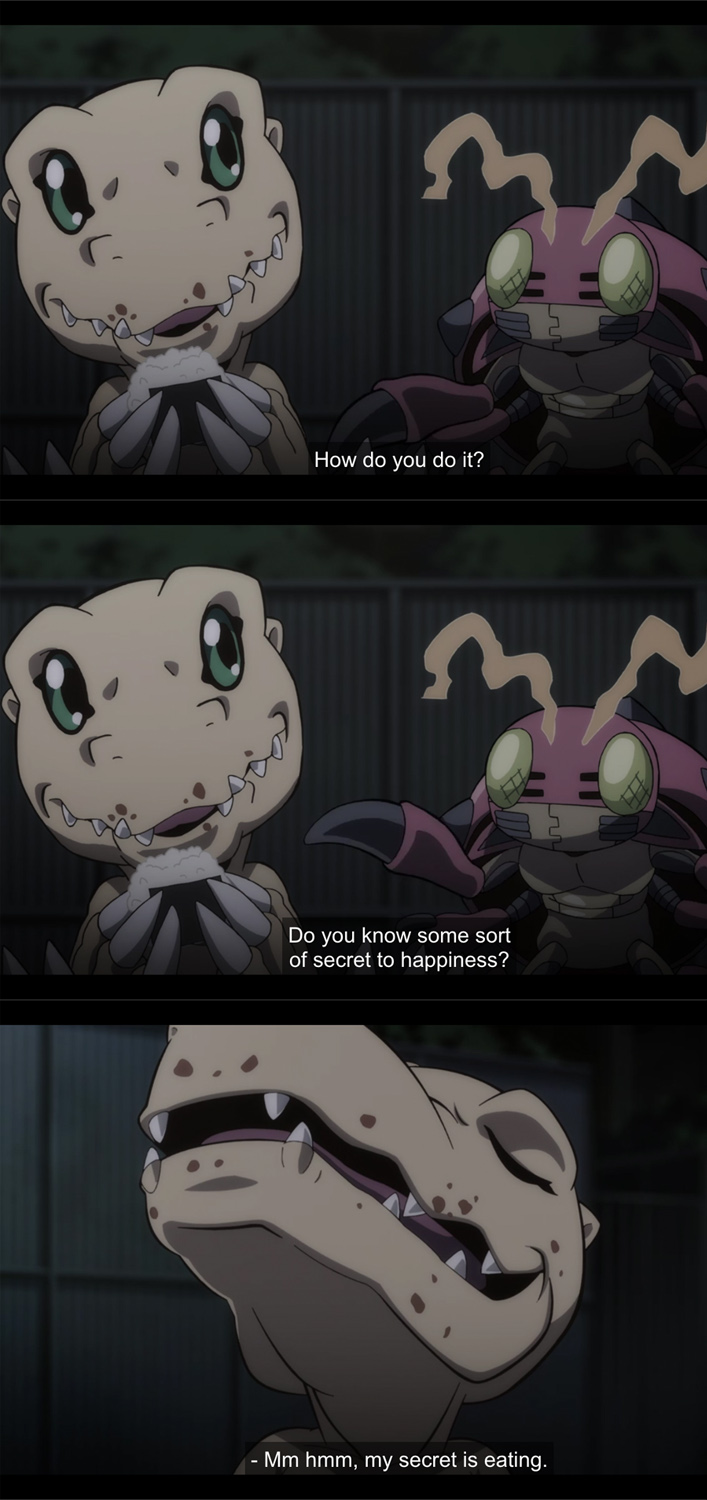 How do you do it?
Do you know some sort
of secret to happiness?
- Mm hmm, my secret is eating.